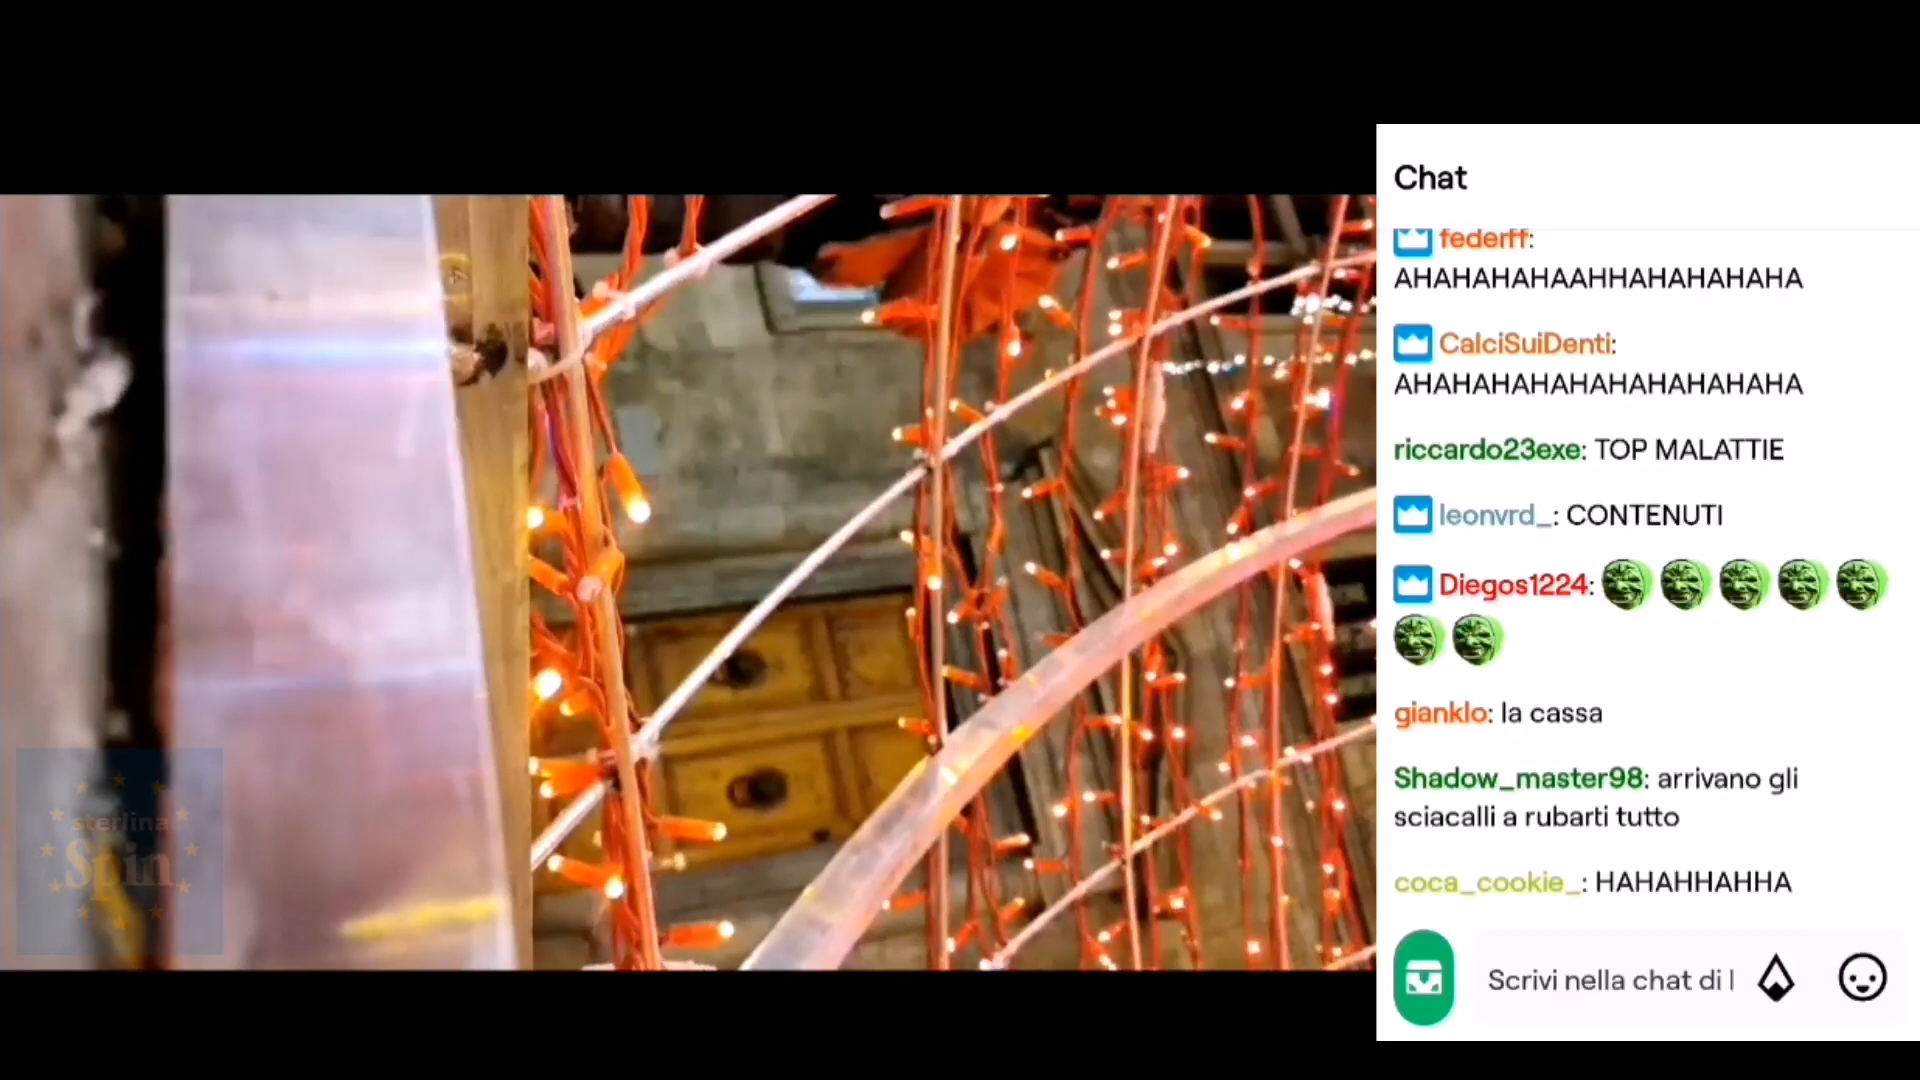 Chat
federff:
AHAHAHAHAAHHAHAHAHAHA
CalciSuiDenti:
AHAHAHAHAHAHAHAHAHAHA
riccardo23exe: TOP MALATTIE
leonvrd_: CONTENUTI
Diegos1224:
gianklo: la cassa
Shadow_master98: arrivano gli
sciacalli a rubarti tutto
coca_cookie_: HAHAHHAHHA
Scrivi nella chat di
sterlina
Spin